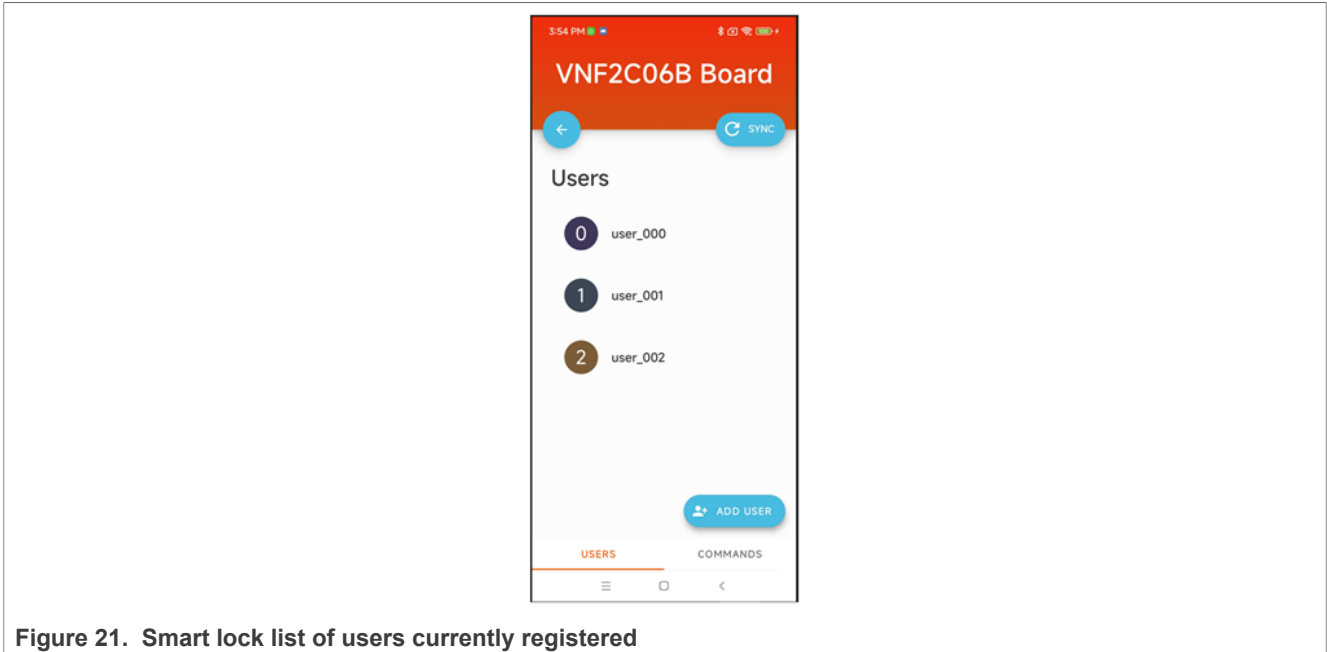 3:54 PM
VNF2C06B Board
SYNC
Users
0 user_000
1 user_001
2 user_002
ADD USER
USERS COMMANDS
Figure 21. Smart lock list of users currently registered